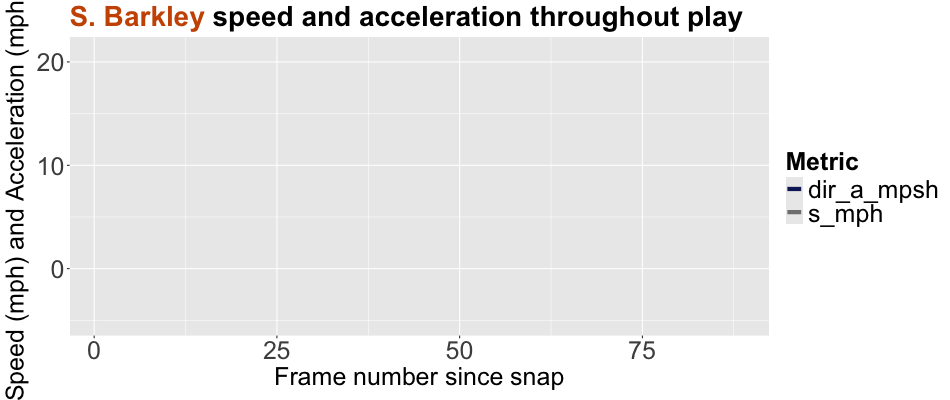 S. Barkley speed and acceleration throughout play
Speed (mph) and Acceleration (mph
20
10
0
0 25 50 75
Frame number since snap
Metric
dir_a_mpsh
s_mph